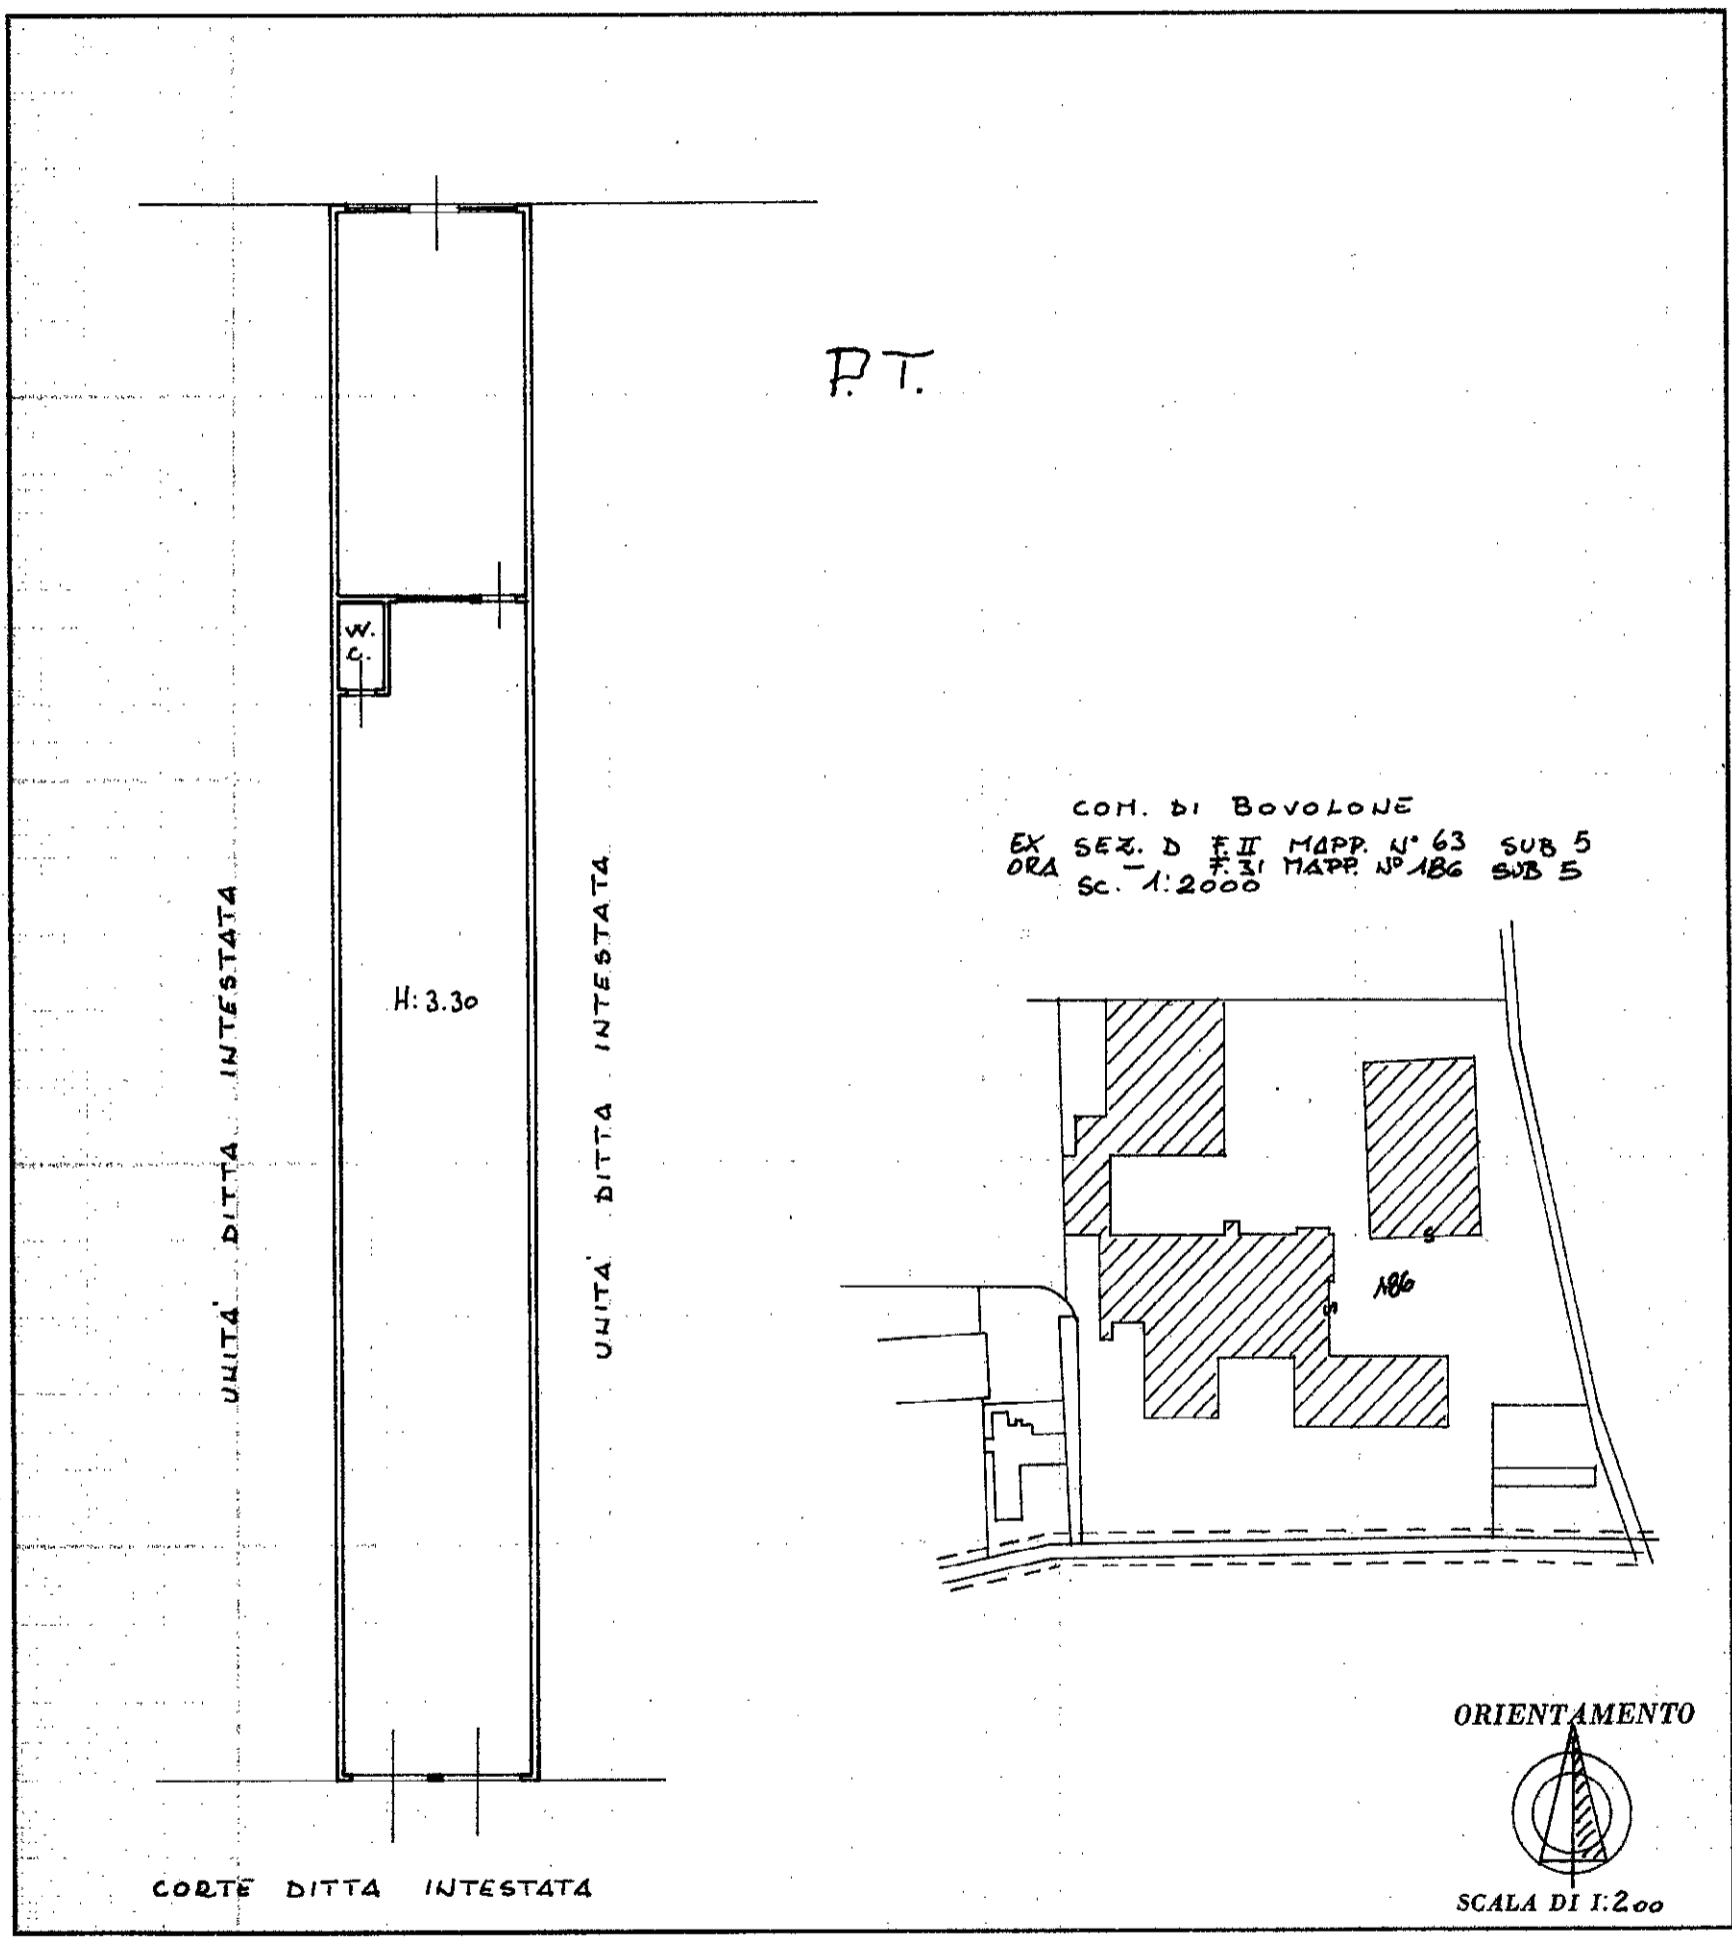 P.T.
W.
C.
H: 3.30
UNITA' DITTA INTESTATA
UNITA' DITTA INTESTATA
CORTE DITTA INTESTATA
COM. DI BOVOLONE
EX SEZ. D F. II MAPP. N° 63 SUB 5
ORA — F. 31 MAPP. N° 186 SUB 5
SC. 1:2000
S
186
S
ORIENTAMENTO
SCALA DI 1:200